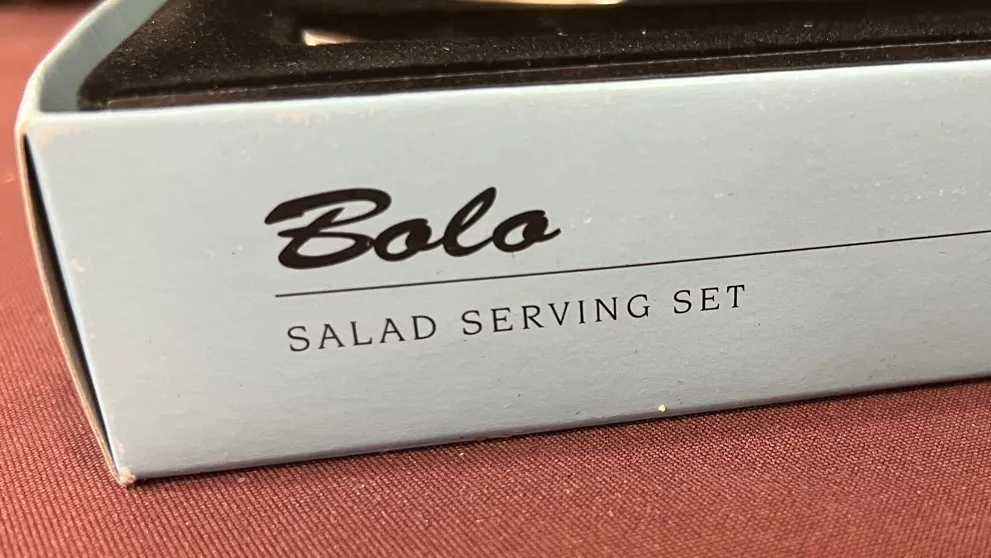 Bolo
SALAD SERVING SET